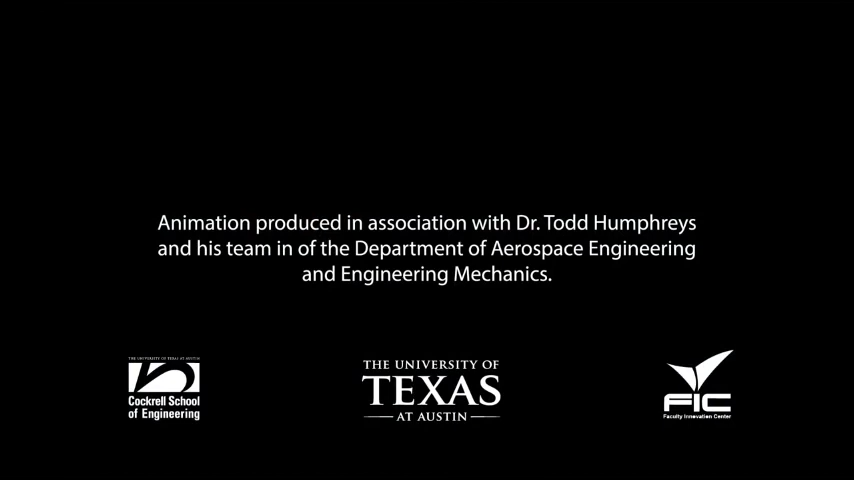 Animation produced in association with Dr. Todd Humphreys
and his team in of the Department of Aerospace Engineering
and Engineering Mechanics.
THE UNIVERSITY OF TEXAS AT AUSTIN
Cockrell School
of Engineering
THE UNIVERSITY OF
TEXAS
AT AUSTIN
FIC
Faculty Innovation Center